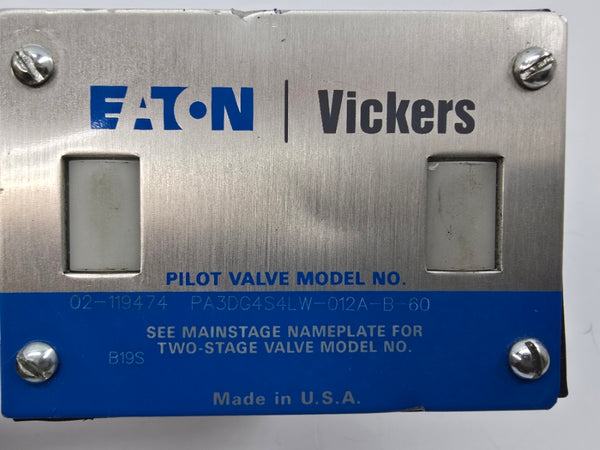 EATON | Vickers
PILOT VALVE MODEL NO.
02-119474 PA3DG4S4LW-012A-B-60
SEE MAINSTAGE NAMEPLATE FOR
TWO-STAGE VALVE MODEL NO.
B19S
Made in U.S.A.